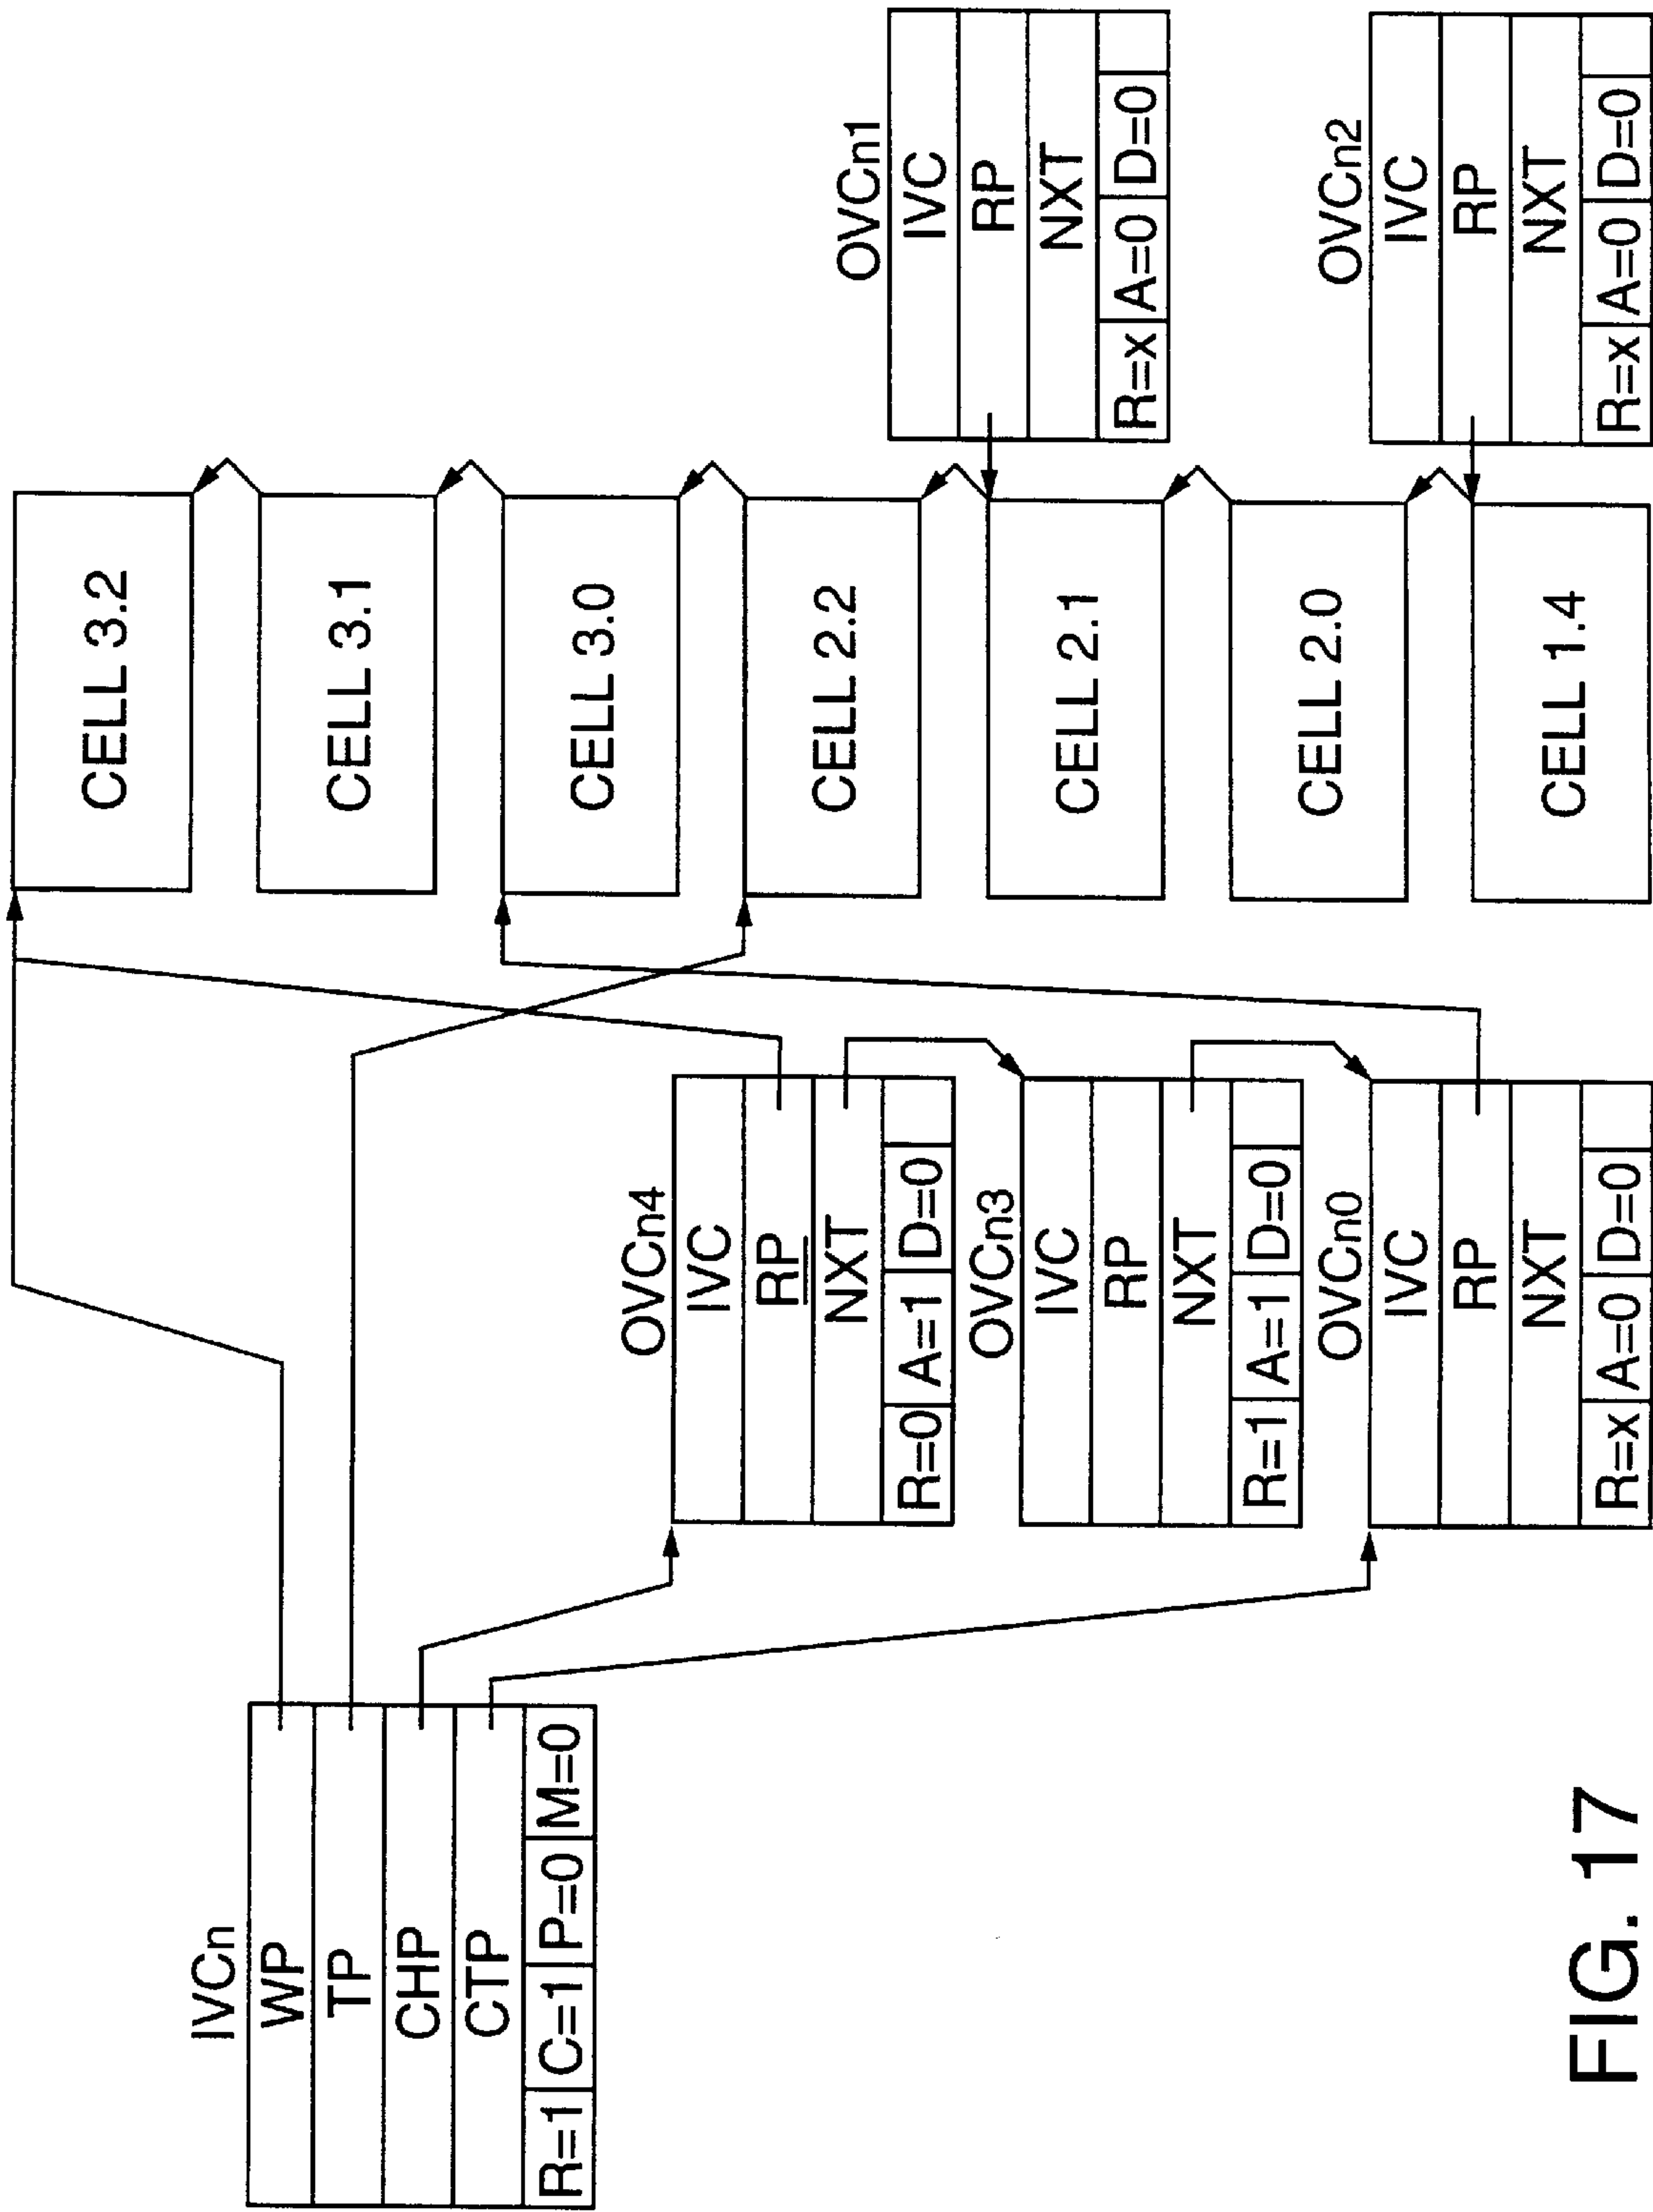 IVCn
WP
TP
CHP
CTP
R=1 C=1 P=0 M=0
OVCn4
IVC
RP
NXT
R=0 A=1 D=0
OVCn3
IVC
RP
NXT
R=1 A=1 D=0
OVCn0
IVC
RP
NXT
R=x A=0 D=0
CELL 3.2
CELL 3.1
CELL 3.0
CELL 2.2
CELL 2.1
CELL 2.0
CELL 1.4
OVCn1
IVC
RP
NXT
R=x A=0 D=0
OVCn2
IVC
RP
NXT
R=x A=0 D=0
FIG. 17